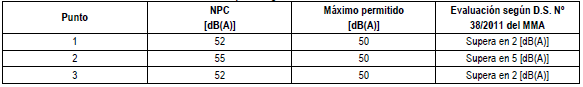 Punto NPC [dB(A)] Máximo permitido [dB(A)] Evaluación según D.S. Nº 38/2011 del MMA
1 52 50 Supera en 2 [dB(A)]
2 55 50 Supera en 5 [dB(A)]
3 52 50 Supera en 2 [dB(A)]